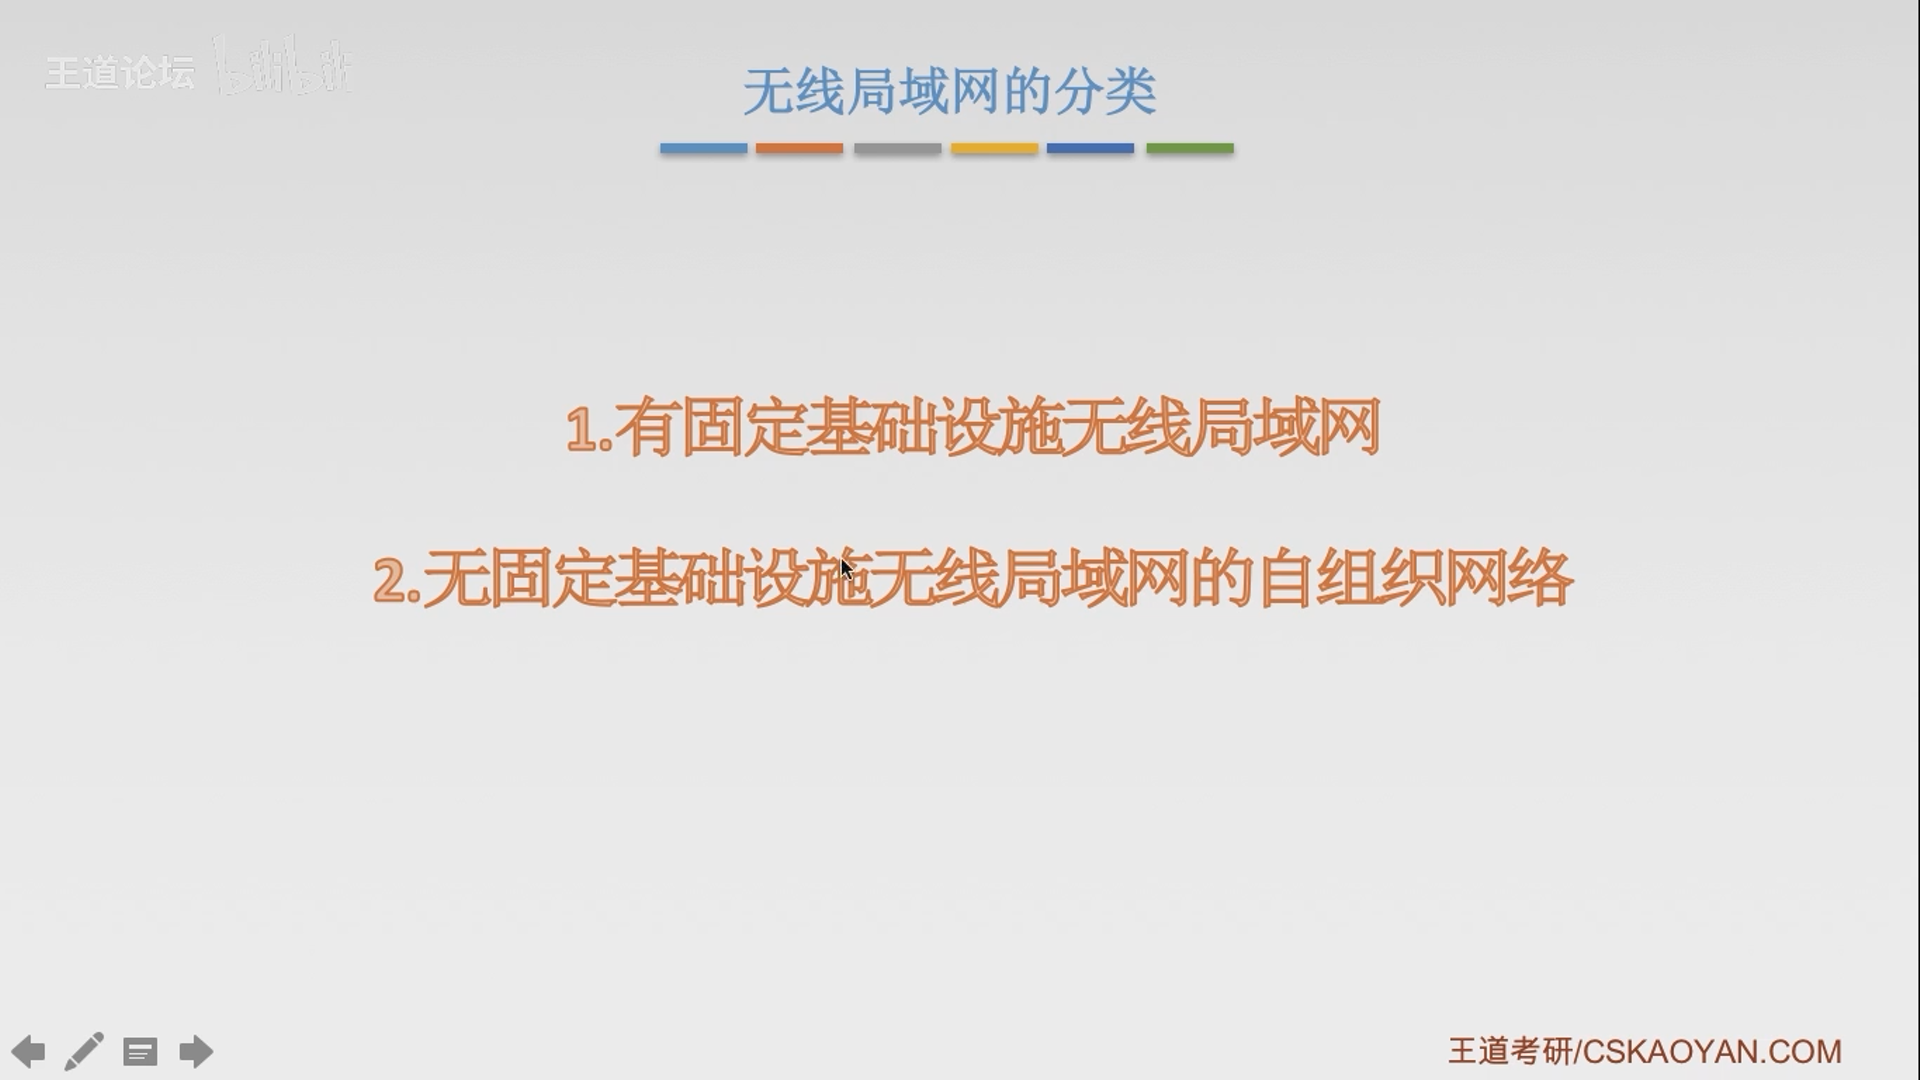 王道论坛 bilibili
无线局域网的分类
1.有固定基础设施无线局域网
2.无固定基础设施无线局域网的自组织网络
王道考研/CSKAOYAN.COM